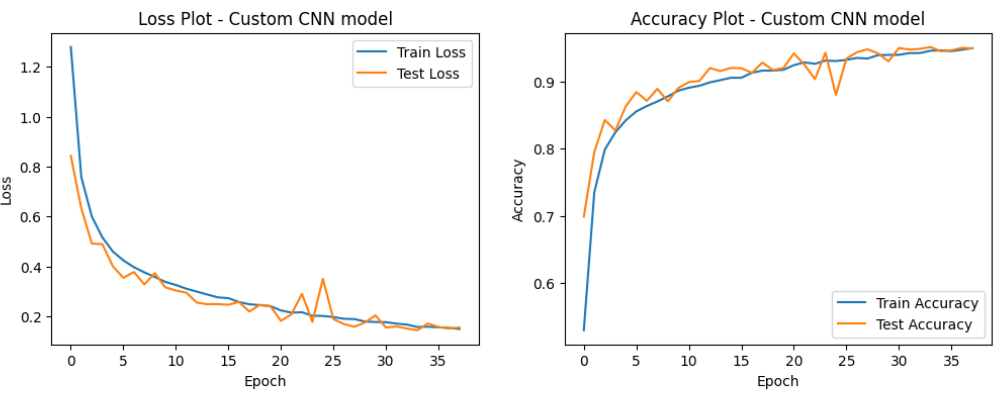 Loss Plot - Custom CNN model
Train Loss
Test Loss
1.2
1.0
0.8
0.6
0.4
0.2
Loss
0 5 10 15 20 25 30 35
Epoch
Accuracy Plot - Custom CNN model
0.9
0.8
0.7
0.6
Accuracy
Train Accuracy
Test Accuracy
0 5 10 15 20 25 30 35
Epoch